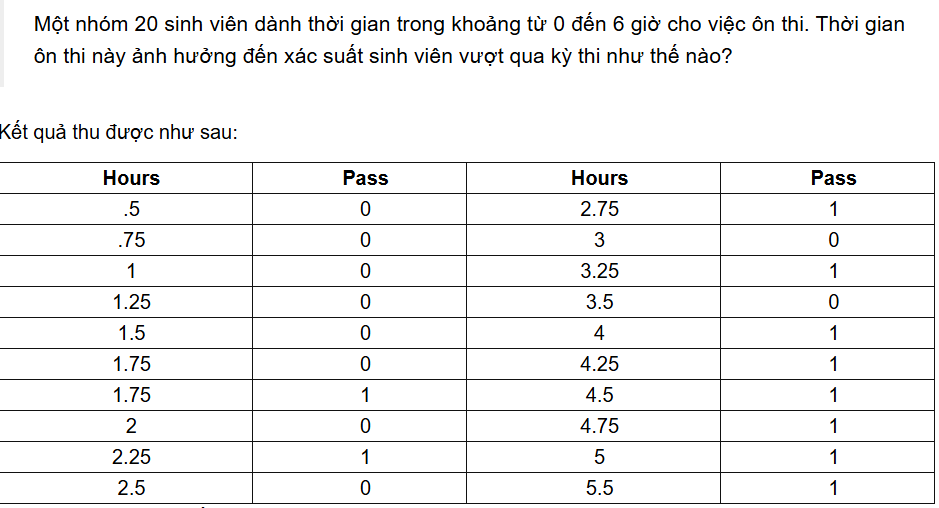 Một nhóm 20 sinh viên dành thời gian trong khoảng từ 0 đến 6 giờ cho việc ôn thi. Thời gian
ôn thi này ảnh hưởng đến xác suất sinh viên vượt qua kỳ thi như thế nào?
Kết quả thu được như sau:
Hours Pass Hours Pass
.5 0 2.75 1
.75 0 3 0
1 0 3.25 1
1.25 0 3.5 0
1.5 0 4 1
1.75 0 4.25 1
1.75 1 4.5 1
2 0 4.75 1
2.25 1 5 1
2.5 0 5.5 1